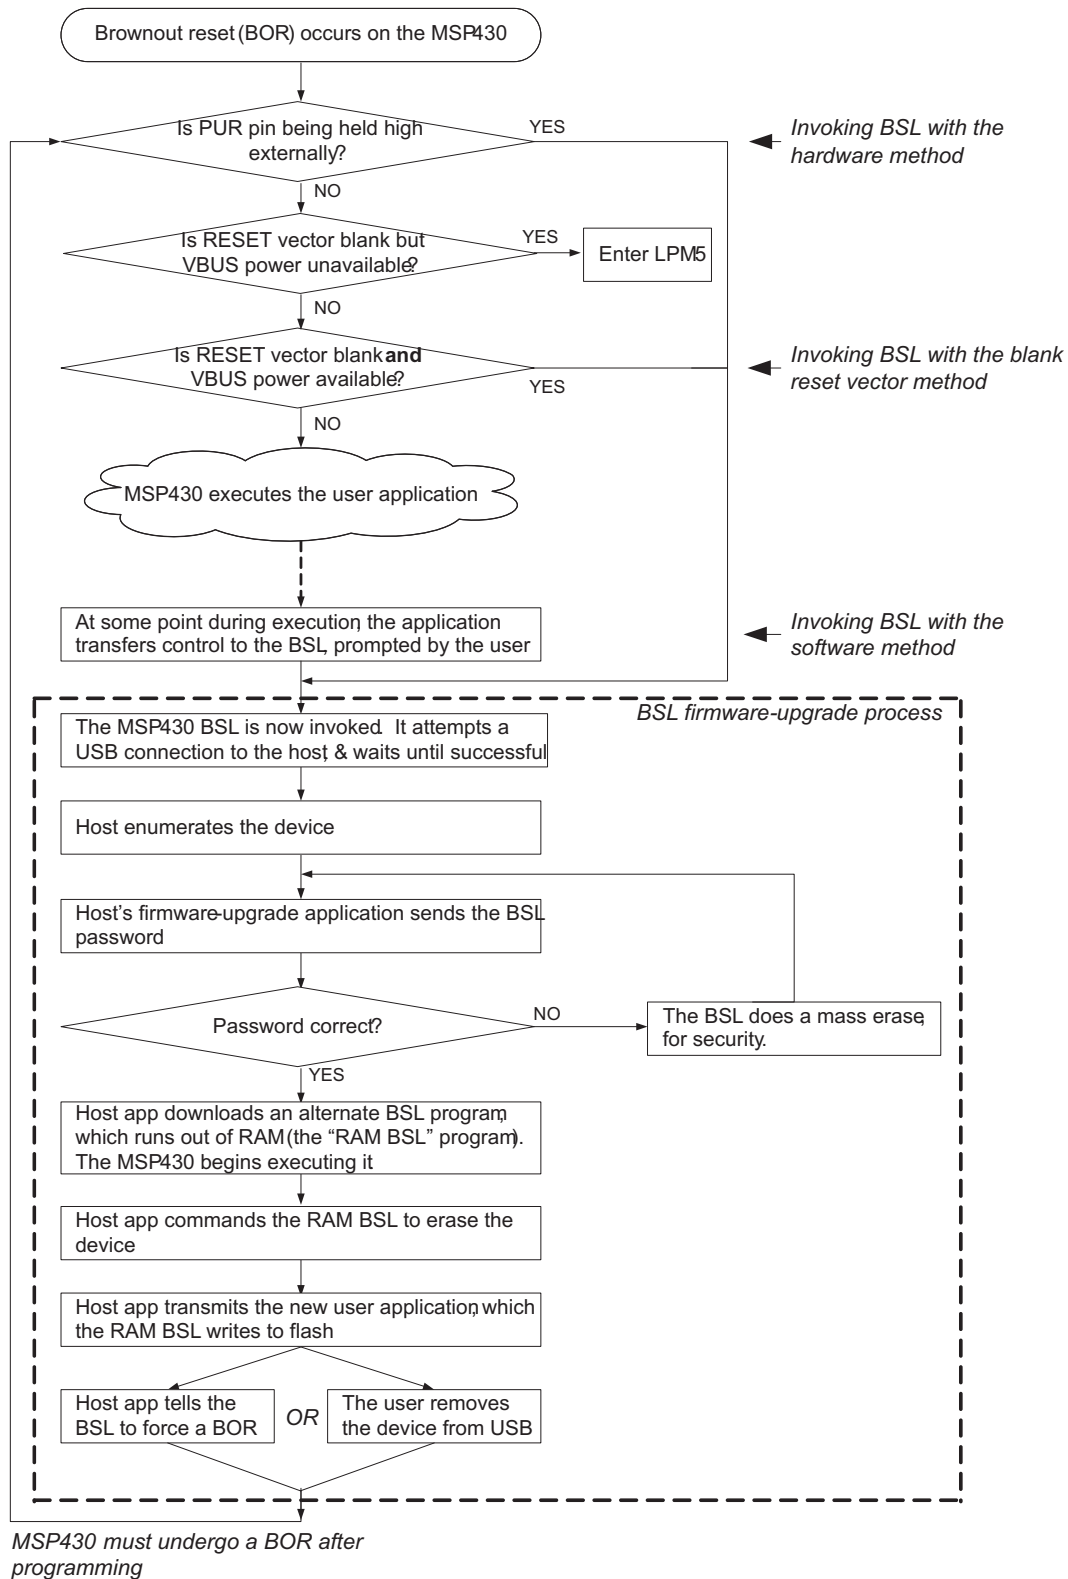 Brownout reset (BOR) occurs on the MSP430
Is PUR pin being held high
externally?
YES
Invoking BSL with the
hardware method
NO
Is RESET vector blank but
VBUS power unavailable?
YES
Enter LPM5
NO
Is RESET vector blank and
VBUS power available?
YES
Invoking BSL with the blank
reset vector method
NO
MSP430 executes the user application
At some point during execution, the application
transfers control to the BSL, prompted by the user
Invoking BSL with the
software method
BSL firmware-upgrade process
The MSP430 BSL is now invoked. It attempts a
USB connection to the host, & waits until successful
Host enumerates the device
Host's firmware-upgrade application sends the BSL
password
Password correct?
NO
The BSL does a mass erase,
for security.
YES
Host app downloads an alternate BSL program,
which runs out of RAM (the “RAM BSL” program).
The MSP430 begins executing it
Host app commands the RAM BSL to erase the
device
Host app transmits the new user application, which
the RAM BSL writes to flash
Host app tells the
BSL to force a BOR
OR
The user removes
the device from USB
MSP430 must undergo a BOR after
programming